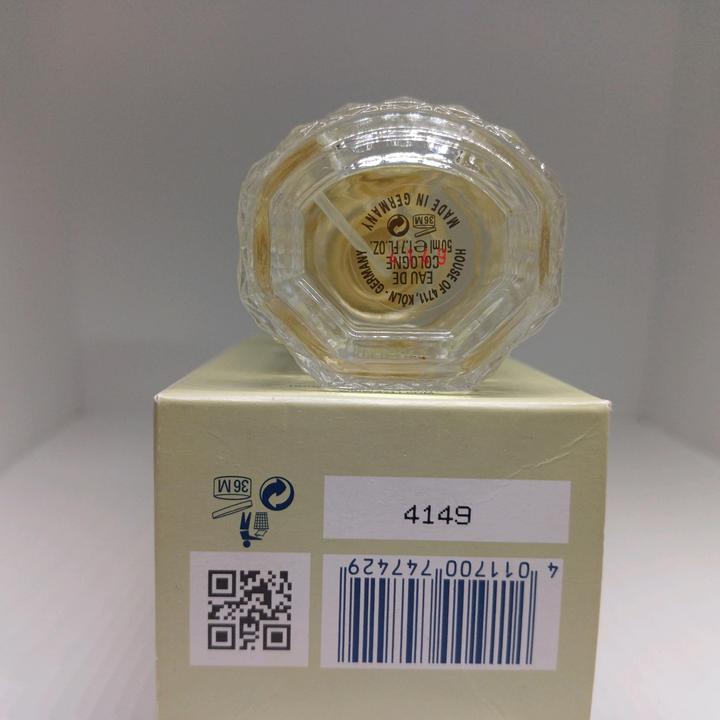 HOUSE OF 4711, KÖLN - GERMANY
EAU DE
COLOGNE
50ml e 1.7 FL.OZ.
36M
MADE IN GERMANY
36M
4149
4 011700 747429